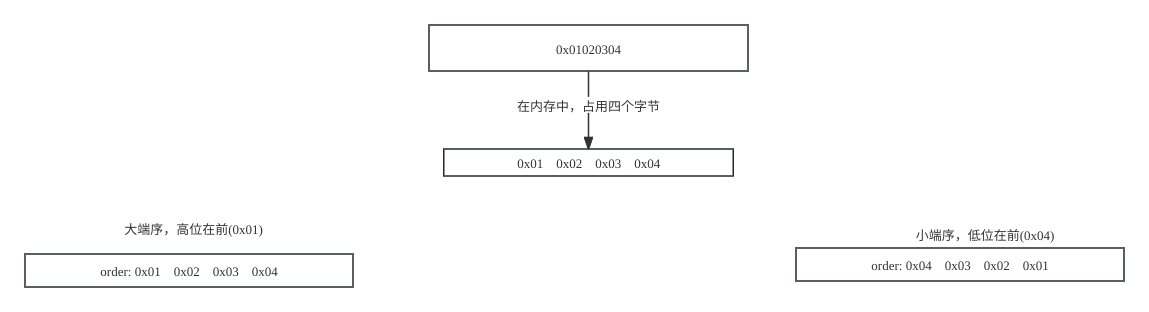 0x01020304
在内存中，占用四个字节
0x01 0x02 0x03 0x04
大端序，高位在前(0x01)
order: 0x01 0x02 0x03 0x04
小端序，低位在前(0x04)
order: 0x04 0x03 0x02 0x01